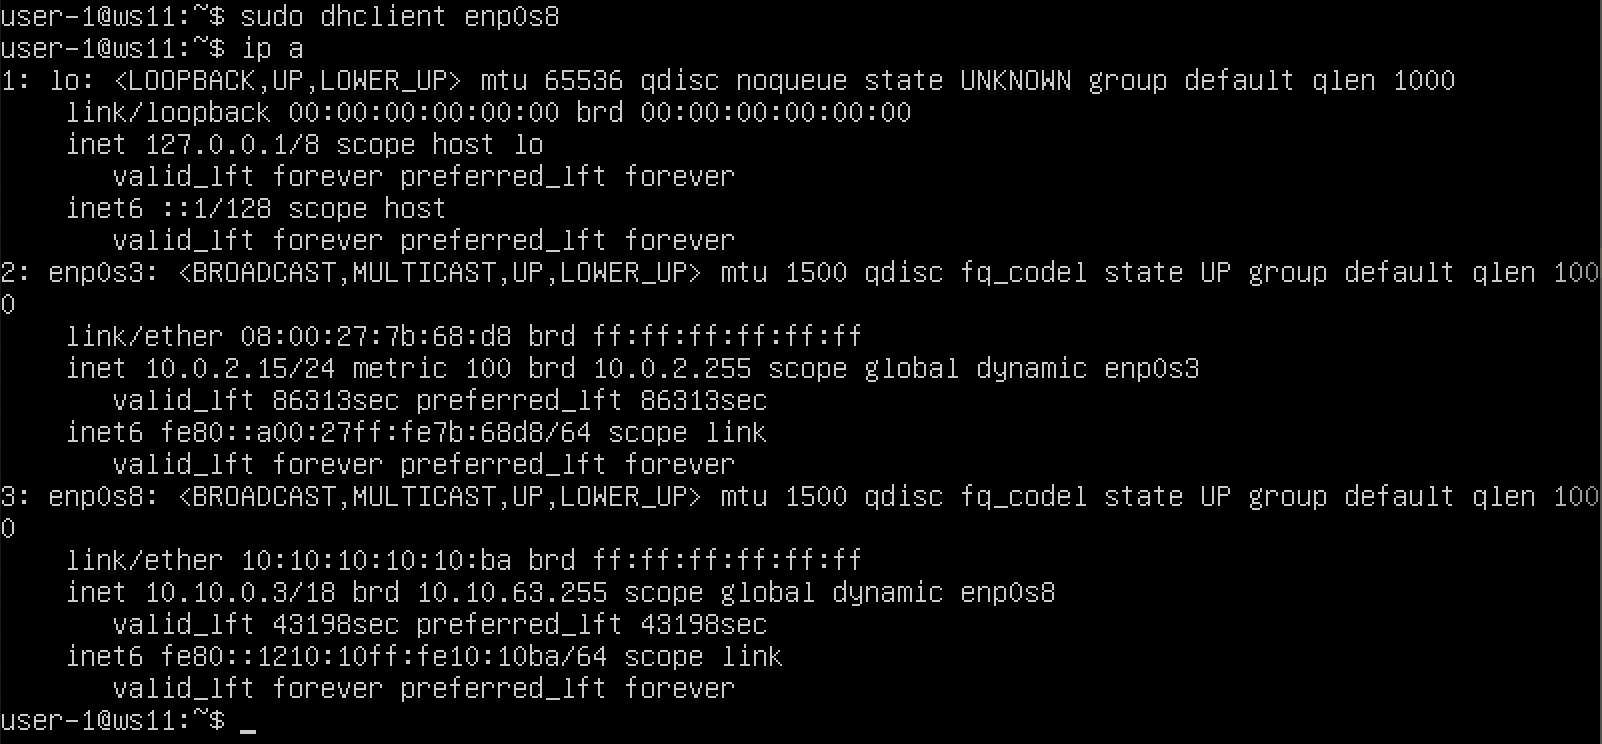 user-1@ws11:~$ sudo dhclient enp0s8
user-1@ws11:~$ ip a
1: lo: <LOOPBACK,UP,LOWER_UP> mtu 65536 qdisc noqueue state UNKNOWN group default qlen 1000
    link/loopback 00:00:00:00:00:00 brd 00:00:00:00:00:00
    inet 127.0.0.1/8 scope host lo
       valid_lft forever preferred_lft forever
    inet6 ::1/128 scope host
       valid_lft forever preferred_lft forever
2: enp0s3: <BROADCAST,MULTICAST,UP,LOWER_UP> mtu 1500 qdisc fq_codel state UP group default qlen 100
0
    link/ether 08:00:27:7b:68:d8 brd ff:ff:ff:ff:ff:ff
    inet 10.0.2.15/24 metric 100 brd 10.0.2.255 scope global dynamic enp0s3
       valid_lft 86313sec preferred_lft 86313sec
    inet6 fe80::a00:27ff:fe7b:68d8/64 scope link
       valid_lft forever preferred_lft forever
3: enp0s8: <BROADCAST,MULTICAST,UP,LOWER_UP> mtu 1500 qdisc fq_codel state UP group default qlen 100
0
    link/ether 10:10:10:10:10:ba brd ff:ff:ff:ff:ff:ff
    inet 10.10.0.3/18 brd 10.10.63.255 scope global dynamic enp0s8
       valid_lft 43198sec preferred_lft 43198sec
    inet6 fe80::1210:10ff:fe10:10ba/64 scope link
       valid_lft forever preferred_lft forever
user-1@ws11:~$ _